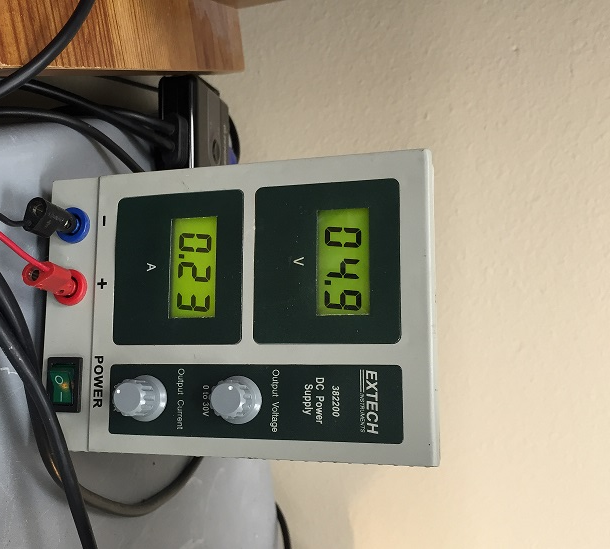 04.9
V
EXTECH
INSTRUMENTS
382200
DC Power
Supply
0.23
A
Output Voltage
0 to 30V
Output Current
-
+
POWER